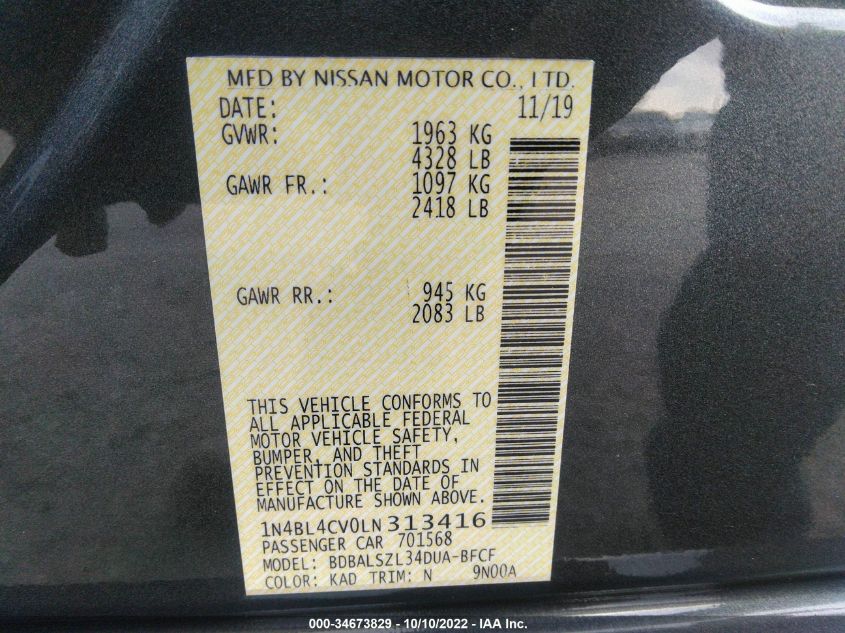 MFD BY NISSAN MOTOR CO., LTD.
DATE: 11/19
GVWR: 1963 KG
4328 LB
GAWR FR.: 1097 KG
2418 LB
GAWR RR.: 945 KG
2083 LB
THIS VEHICLE CONFORMS TO
ALL APPLICABLE FEDERAL
MOTOR VEHICLE SAFETY,
BUMPER, AND THEFT
PREVENTION STANDARDS IN
EFFECT ON THE DATE OF
MANUFACTURE SHOWN ABOVE.
1N4BL4CV0LN313416
PASSENGER CAR 701568
MODEL: BDBALSZL34DUA-BFCF
COLOR: KAD TRIM: N 9N00A
000-34673829 - 10/10/2022 - IAA Inc.